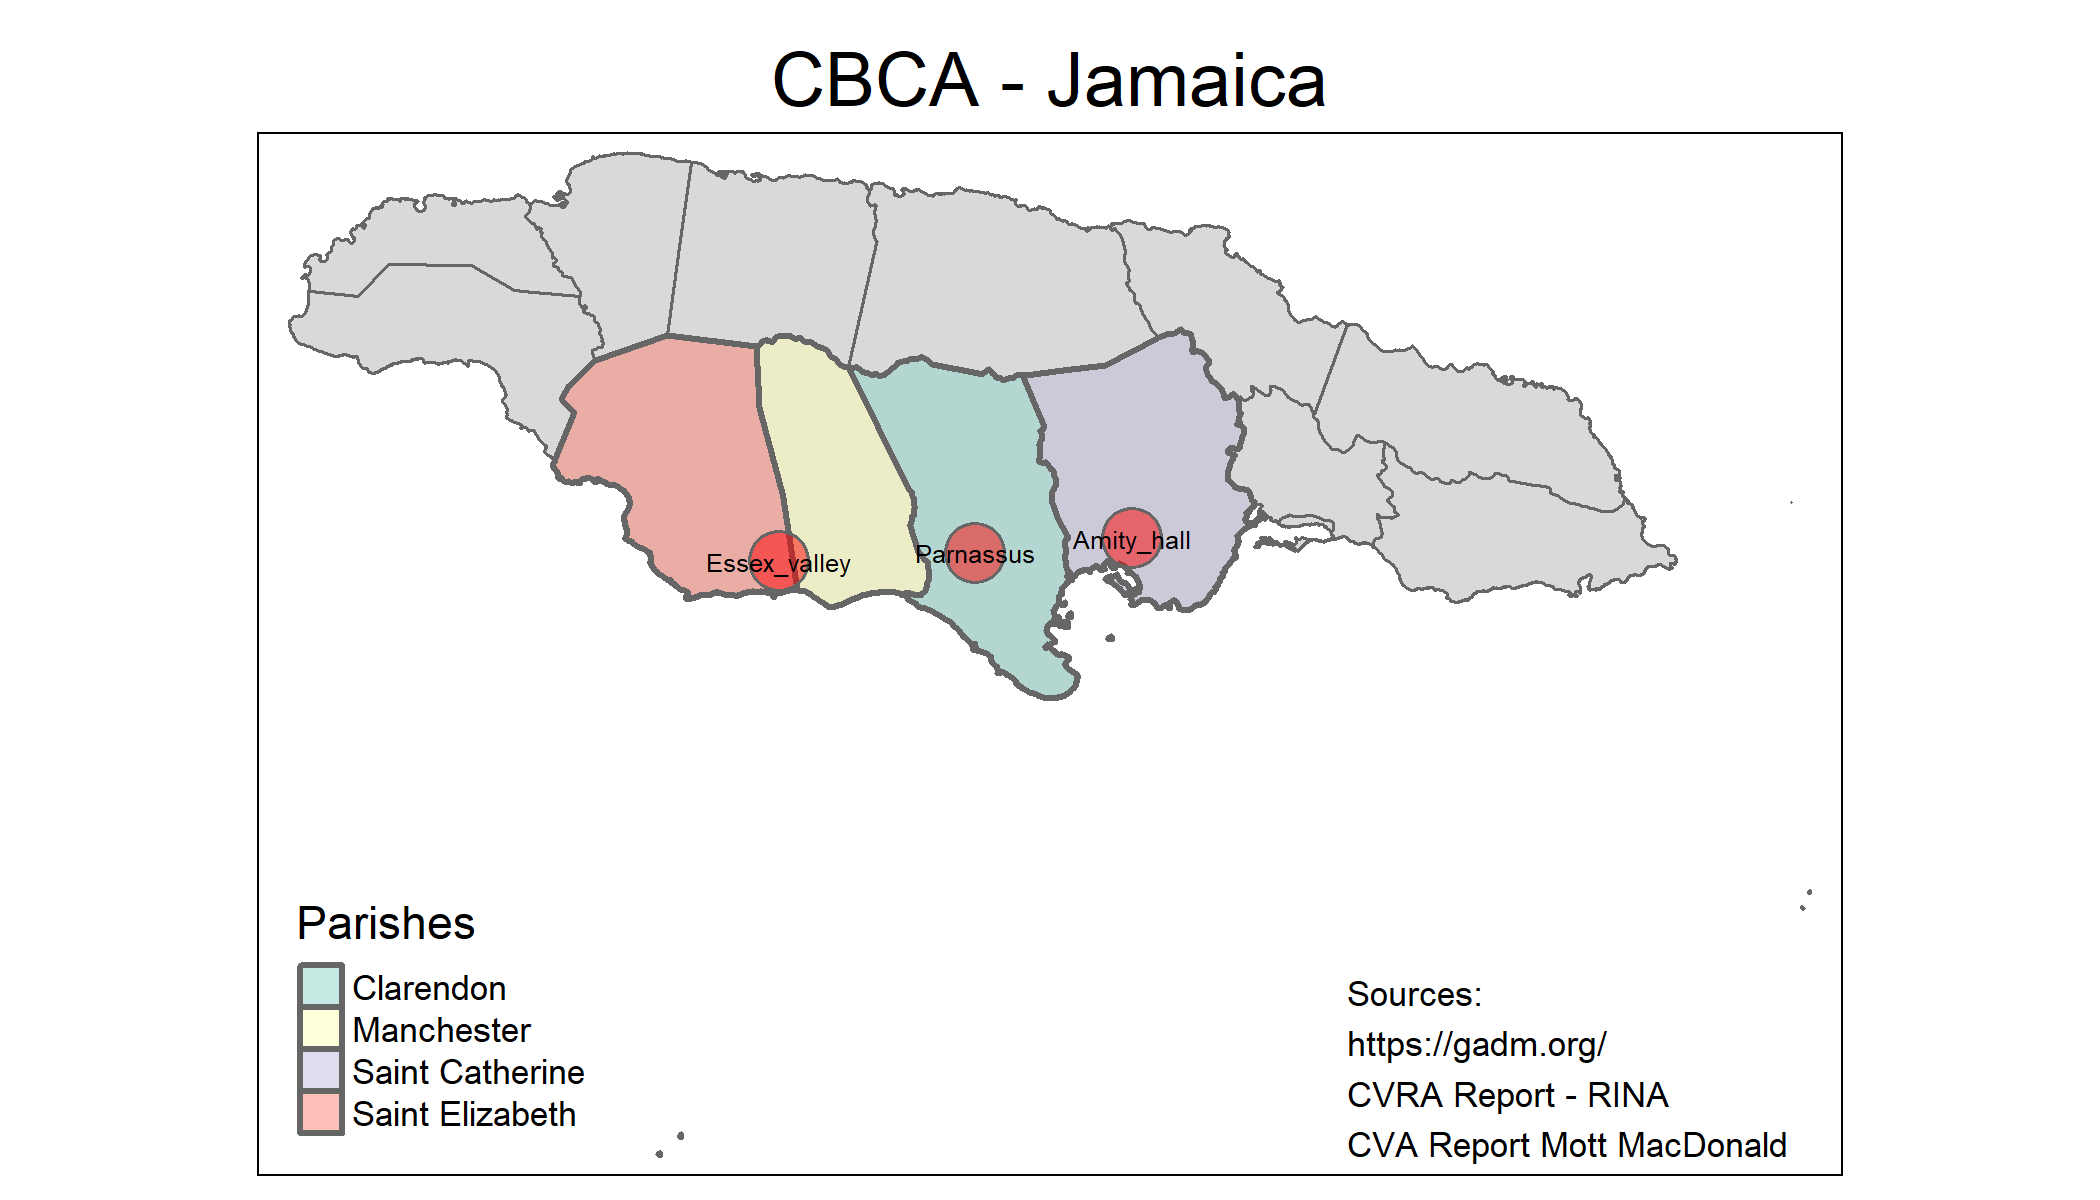 CBCA - Jamaica
Essex_valley
Parnassus
Amity_hall
Parishes
Clarendon
Manchester
Saint Catherine
Saint Elizabeth
Sources:
https://gadm.org/
CVRA Report - RINA
CVA Report Mott MacDonald